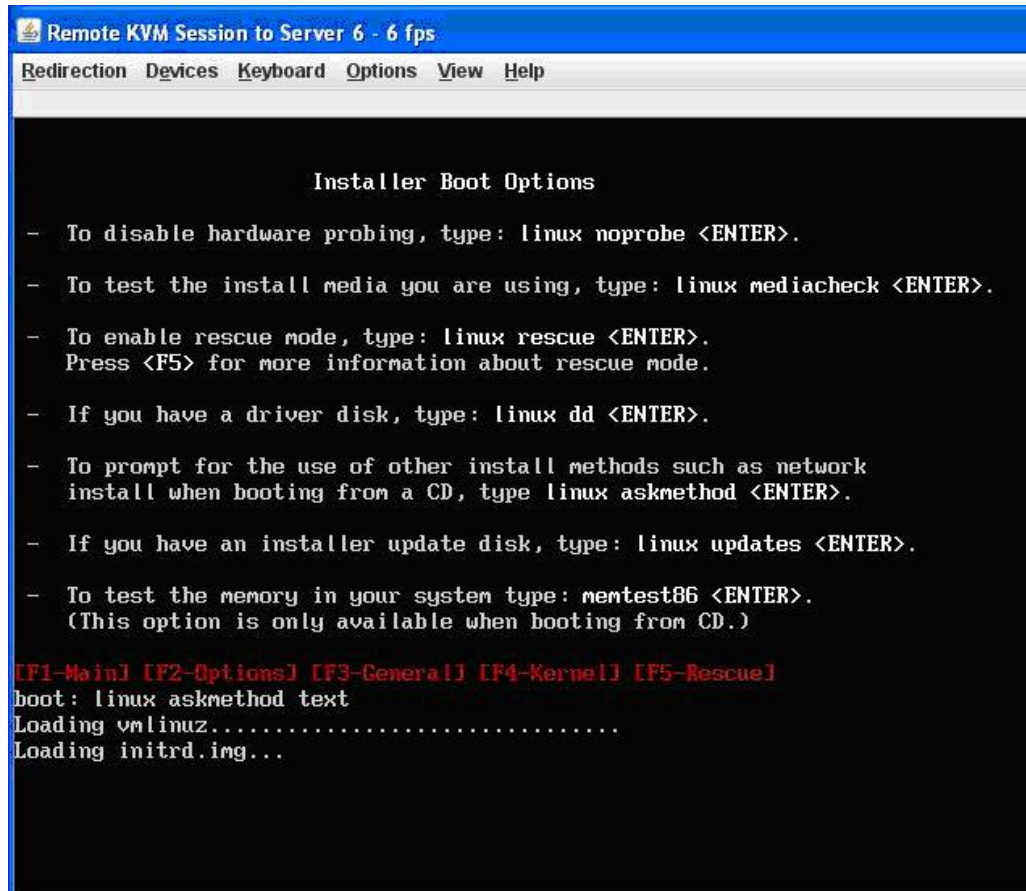 Remote KVM Session to Server 6 - 6 fps
Redirection Devices Keyboard Options View Help
Installer Boot Options
- To disable hardware probing, type: linux noprobe <ENTER>.
- To test the install media you are using, type: linux mediacheck <ENTER>.
- To enable rescue mode, type: linux rescue <ENTER>.
Press <F5> for more information about rescue mode.
- If you have a driver disk, type: linux dd <ENTER>.
- To prompt for the use of other install methods such as network
install when booting from a CD, type linux askmethod <ENTER>.
- If you have an installer update disk, type: linux updates <ENTER>.
- To test the memory in your system type: memtest86 <ENTER>.
(This option is only available when booting from CD.)
[F1-Main] [F2-Options] [F3-General] [F4-Kernel] [F5-Rescue]
boot: linux askmethod text
Loading vmlinuz................................
Loading initrd.img...